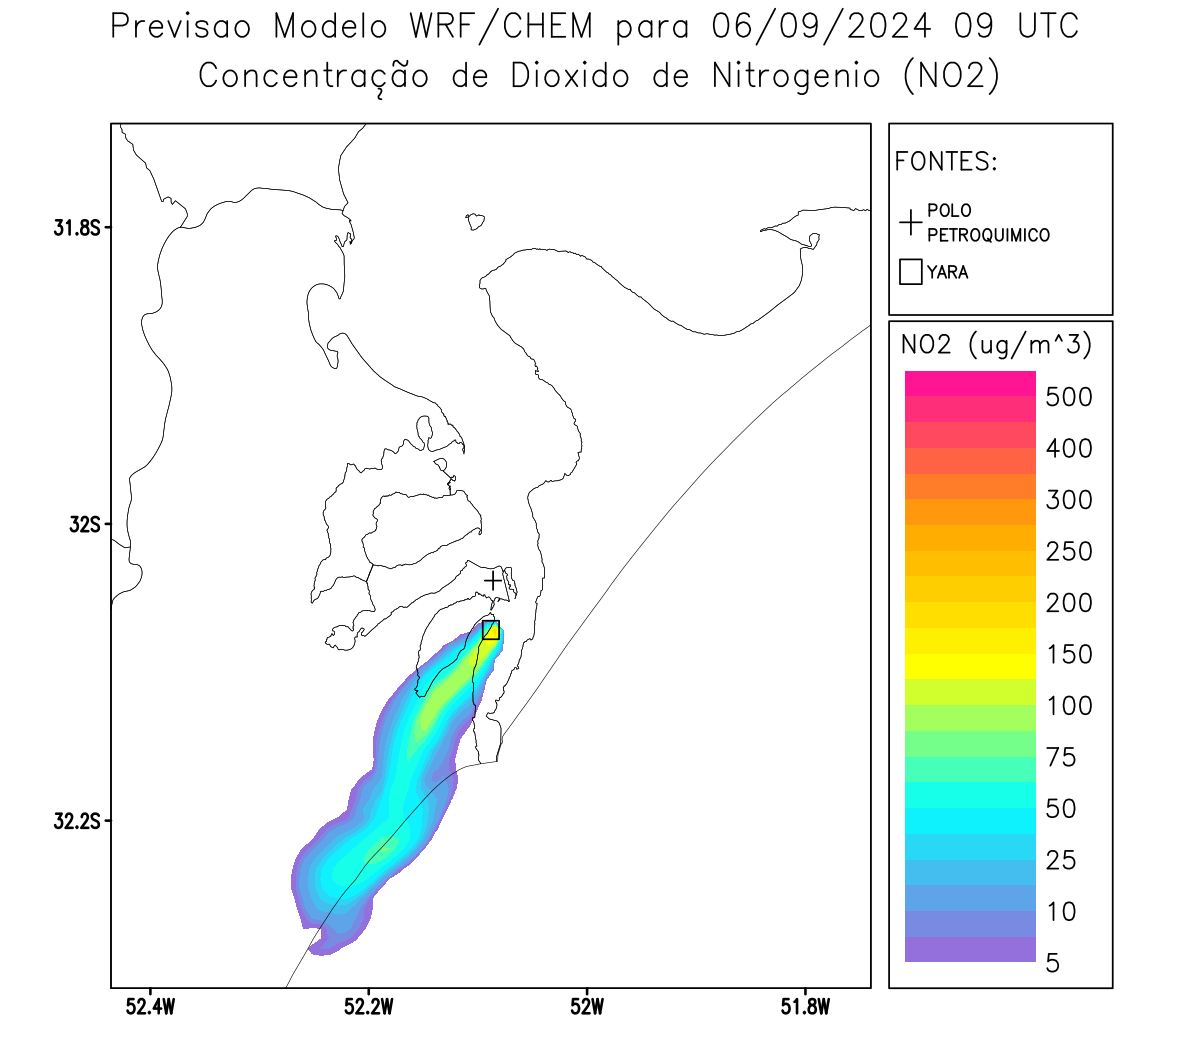 Previsao Modelo WRF/CHEM para 06/09/2024 09 UTC
Concentração de Dioxido de Nitrogenio (NO2)
FONTES:
POLO
PETROQUIMICO
YARA
NO2 (ug/m^3)
500
400
300
250
200
150
100
75
50
25
10
5
31.8S
32S
32.2S
52.4W
52.2W
52W
51.8W